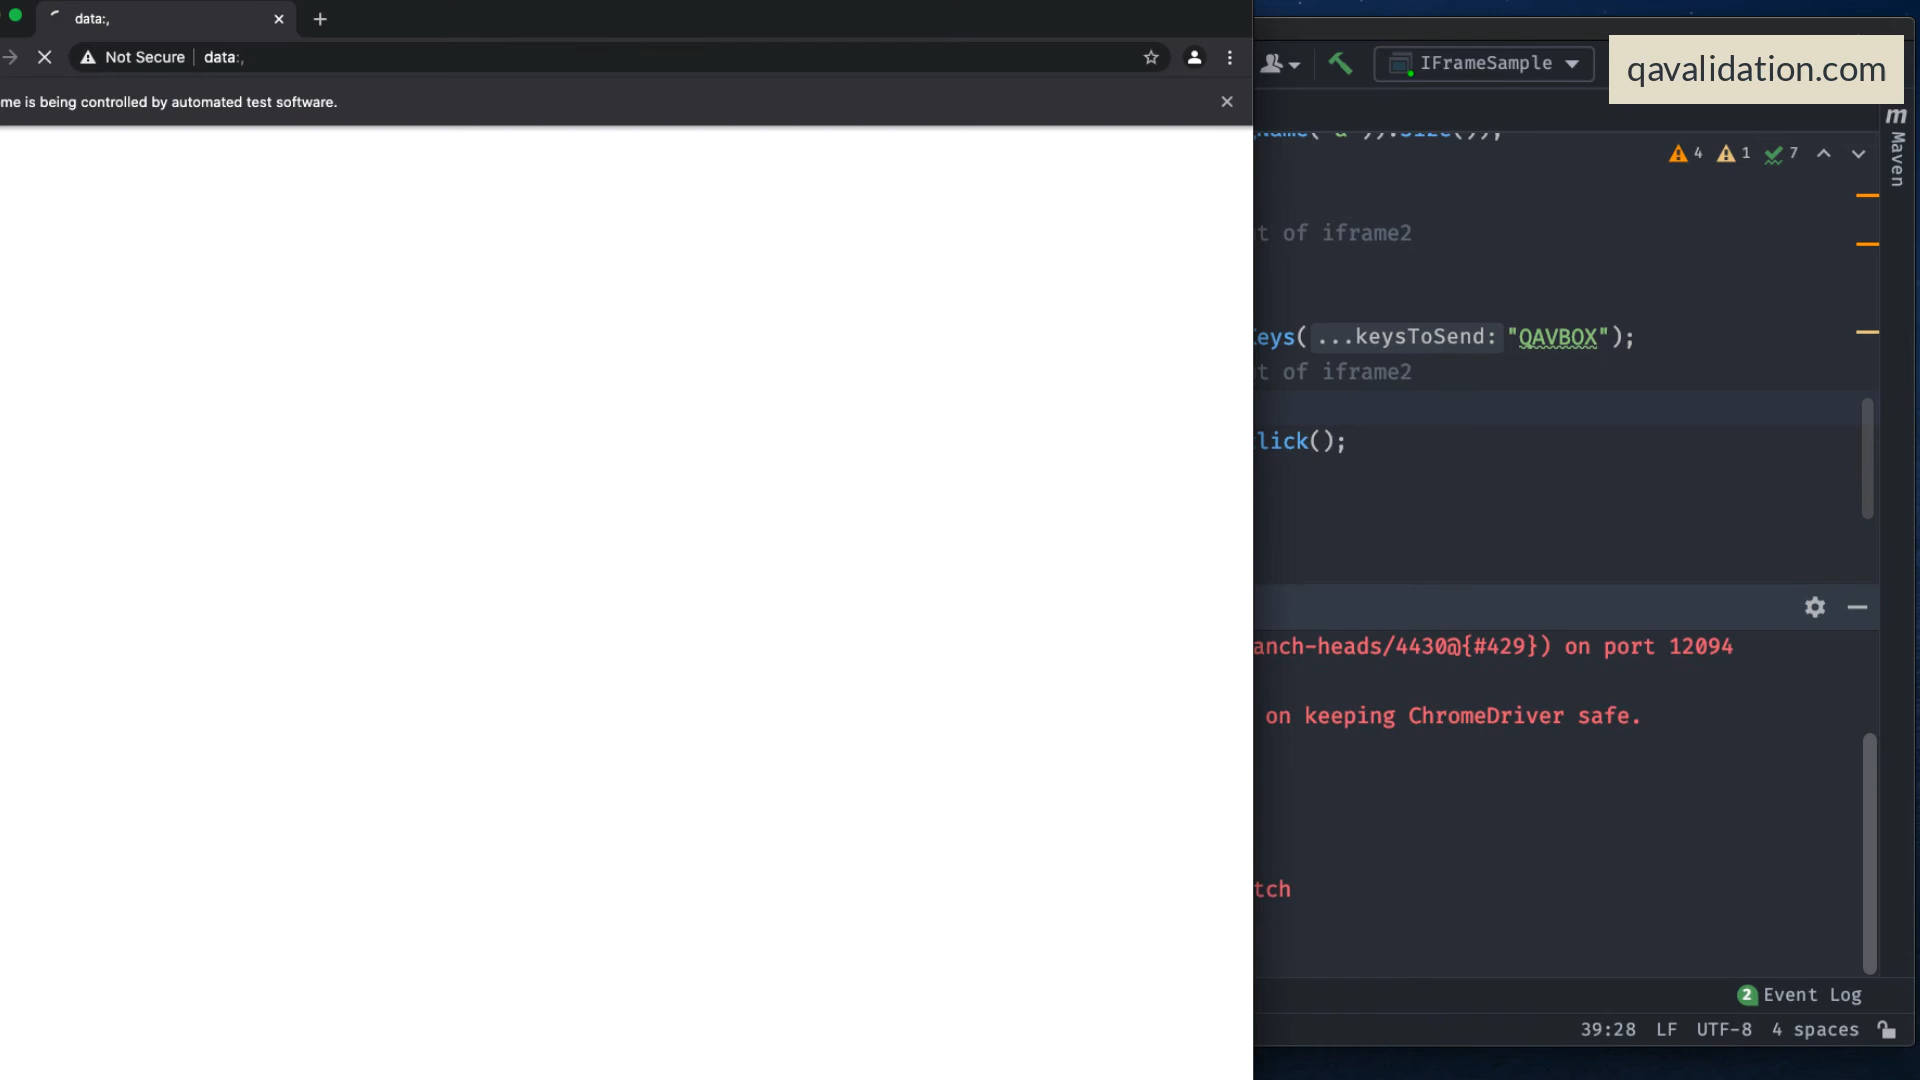 data:,
Not Secure
data:,
me is being controlled by automated test software.
IFrameSample
qavalidation.com
Maven
4
1
7
t of iframe2
Keys( ...keysToSend: "QAVBOX");
t of iframe2
lick();
anch-heads/4430@{#429}) on port 12094
on keeping ChromeDriver safe.
tch
2 Event Log
39:28 LF UTF-8 4 spaces